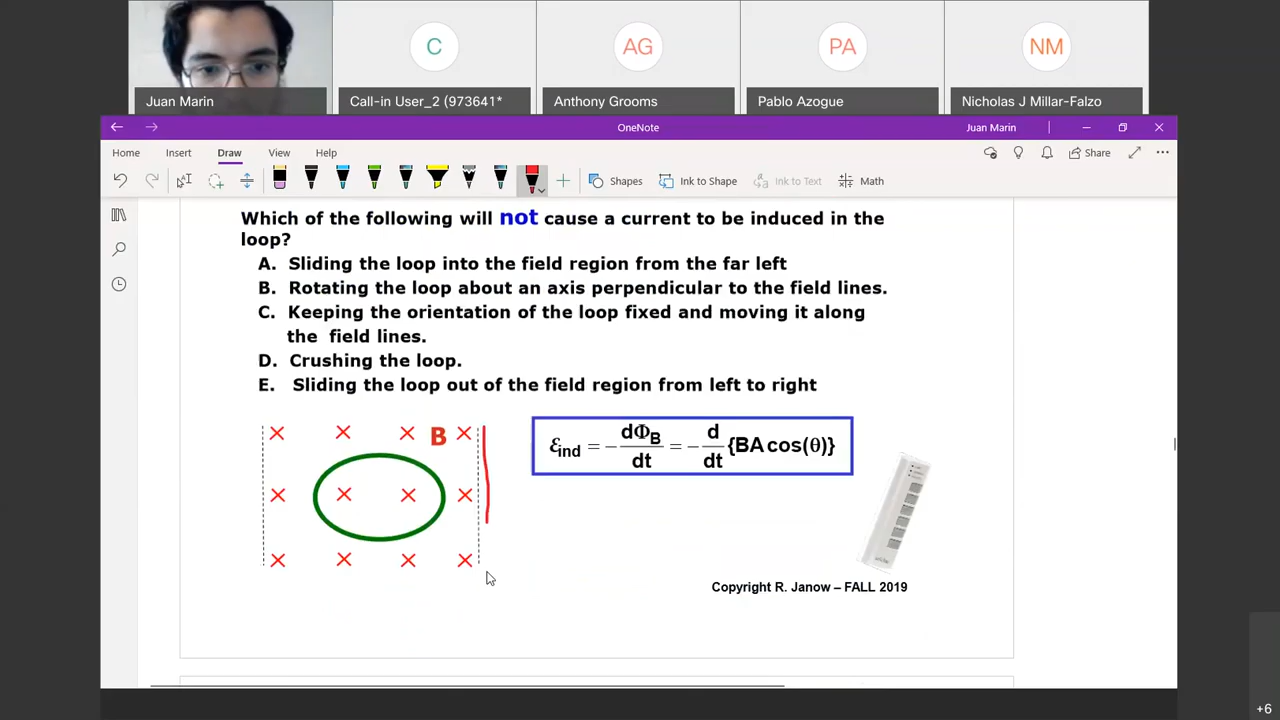 C
AG
PA
NM
Juan Marin
Call-in User_2 (973641*
Anthony Grooms
Pablo Azogue
Nicholas J Millar-Falzo
OneNote
Juan Marin
Home Insert Draw View Help
Share
Shapes Ink to Shape Ink to Text Math
Which of the following will not cause a current to be induced in the
loop?
A. Sliding the loop into the field region from the far left
B. Rotating the loop about an axis perpendicular to the field lines.
C. Keeping the orientation of the loop fixed and moving it along
the field lines.
D. Crushing the loop.
E. Sliding the loop out of the field region from left to right
B
ℰind = − dΦB/dt = − d/dt {BA cos(θ)}
Copyright R. Janow – FALL 2019
+6